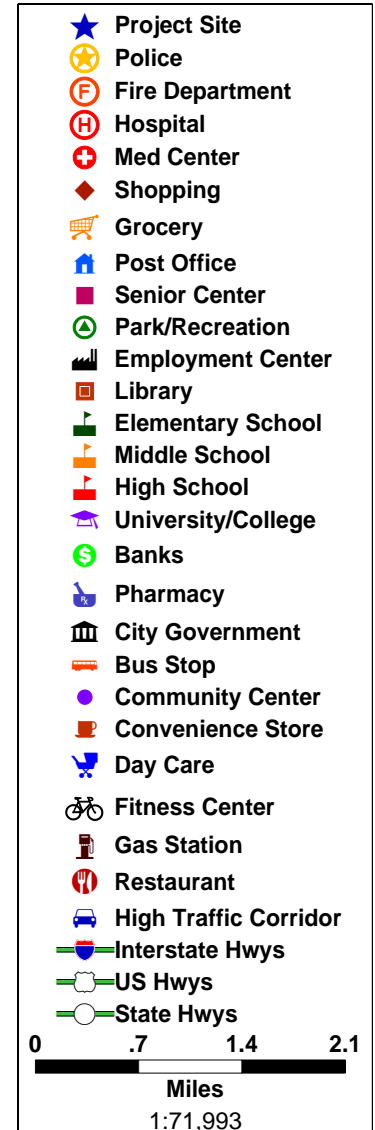 Project Site
Police
F Fire Department
H Hospital
Med Center
Shopping
Grocery
Post Office
Senior Center
Park/Recreation
Employment Center
Library
Elementary School
Middle School
High School
University/College
$ Banks
Rx Pharmacy
City Government
Bus Stop
Community Center
Convenience Store
Day Care
Fitness Center
Gas Station
Restaurant
High Traffic Corridor
Interstate Hwys
US Hwys
State Hwys
0 .7 1.4 2.1
Miles
1:71,993